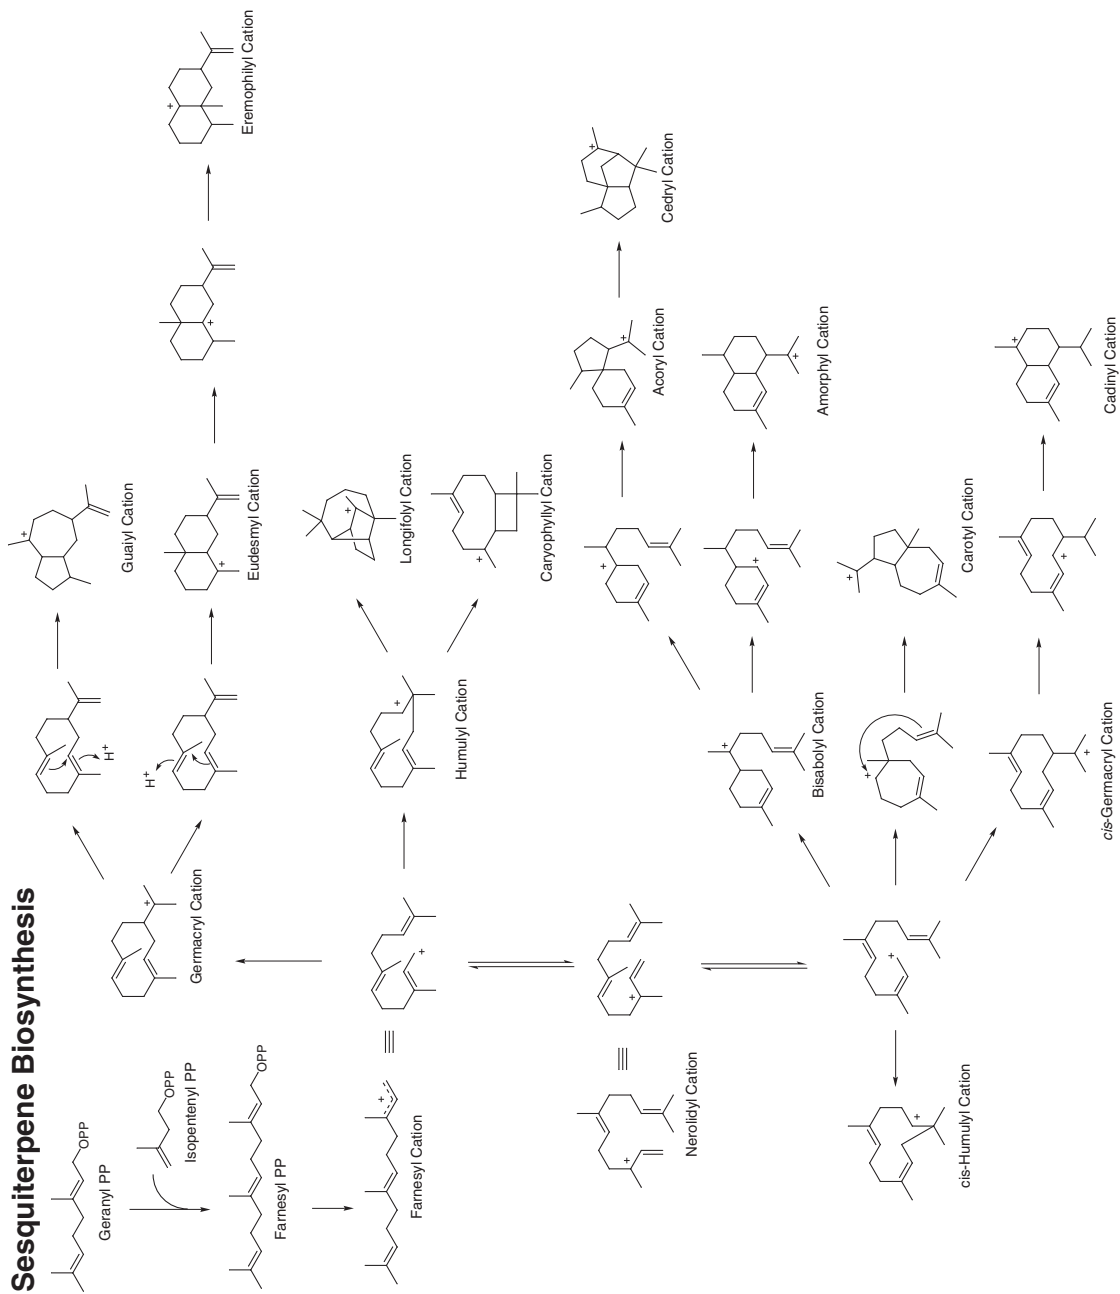 Sesquiterpene Biosynthesis
OPP
Geranyl PP
OPP
Isopentenyl PP
OPP
Farnesyl PP
+
Farnesyl Cation
+
Germacryl Cation
H+
H+
+
Guaiyl Cation
+
Eudesmyl Cation
+
+
Eremophilyl Cation
+
+
Humulyl Cation
+
Longifolyl Cation
+
Caryophyllyl Cation
+
Nerolidyl Cation
+
+
+
cis-Humulyl Cation
+
Bisabolyl Cation
+
+
Acoryl Cation
+
Cedryl Cation
+
+
Amorphyl Cation
+
+
Carotyl Cation
+
cis-Germacryl Cation
+
+
Cadinyl Cation